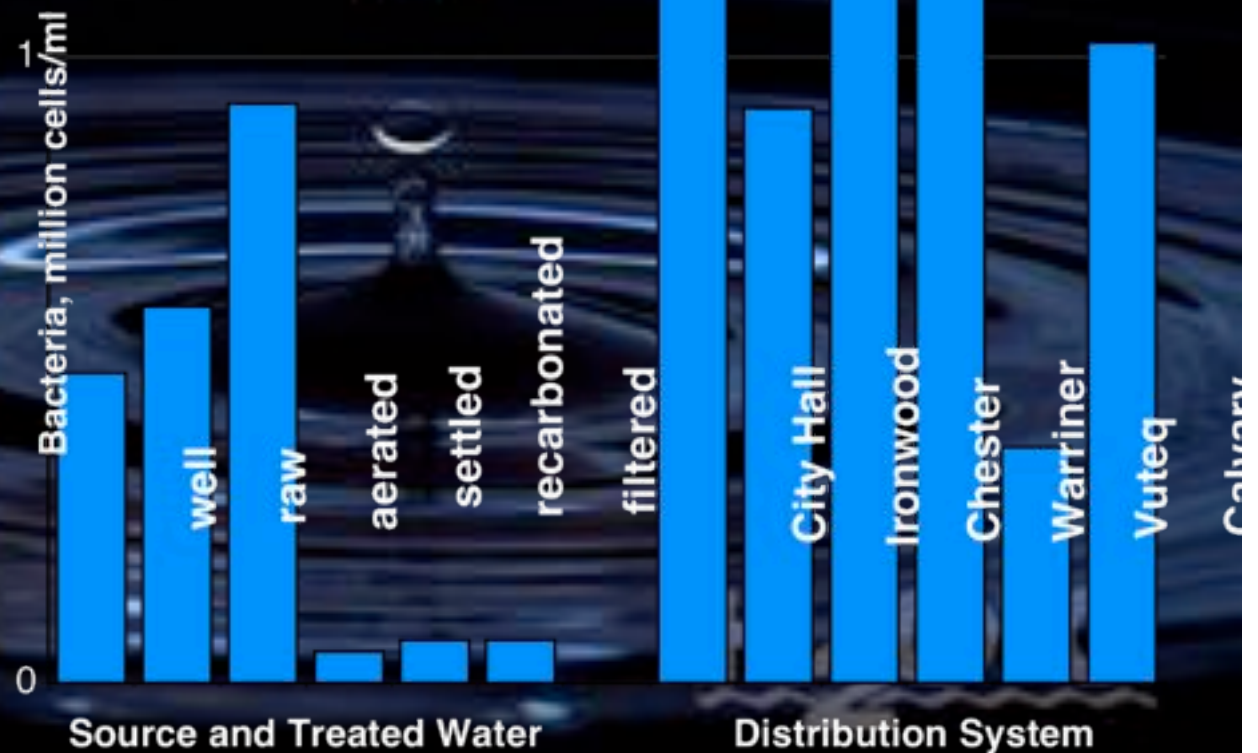 Bacteria, million cells/ml
1
0
well
raw
aerated
settled
recarbonated
filtered
City Hall
Ironwood
Chester
Warriner
Vuteq
Calvary
Source and Treated Water
Distribution System